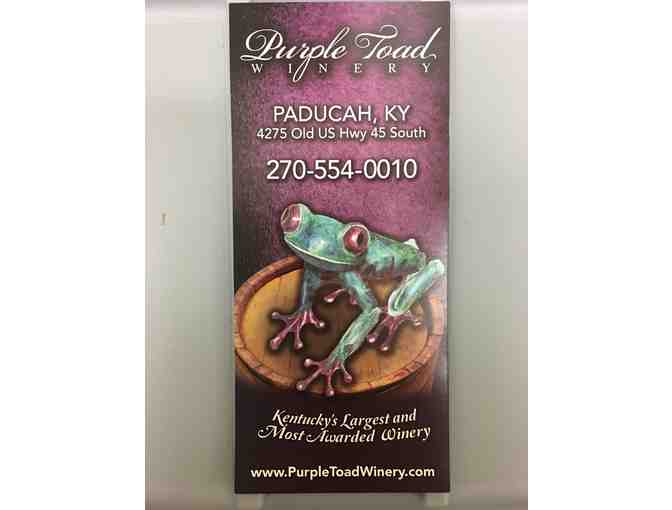 Purple Toad
WINERY
PADUCAH, KY
4275 Old US Hwy 45 South
270-554-0010
Kentucky's Largest and
Most Awarded Winery
www.PurpleToadWinery.com